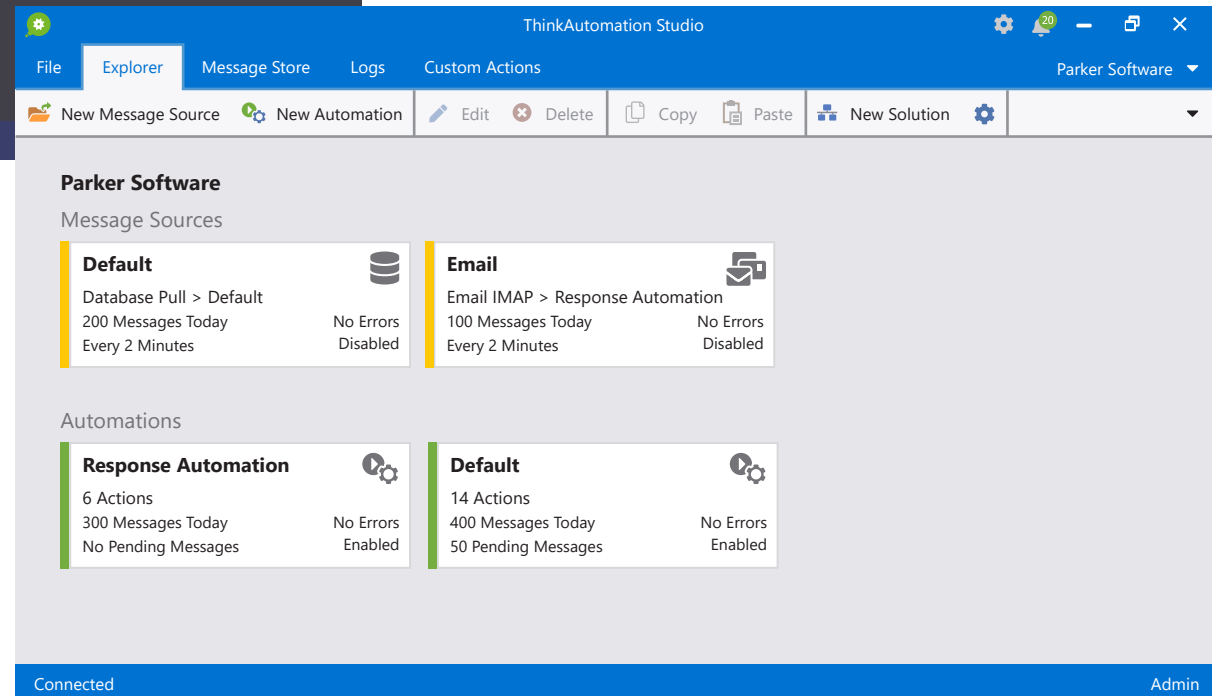 ThinkAutomation Studio
20
File Explorer Message Store Logs Custom Actions Parker Software
New Message Source New Automation Edit Delete Copy Paste New Solution
Parker Software
Message Sources
Default
Database Pull > Default
200 Messages Today No Errors
Every 2 Minutes Disabled
Email
Email IMAP > Response Automation
100 Messages Today No Errors
Every 2 Minutes Disabled
Automations
Response Automation
6 Actions
300 Messages Today No Errors
No Pending Messages Enabled
Default
14 Actions
400 Messages Today No Errors
50 Pending Messages Enabled
Connected Admin